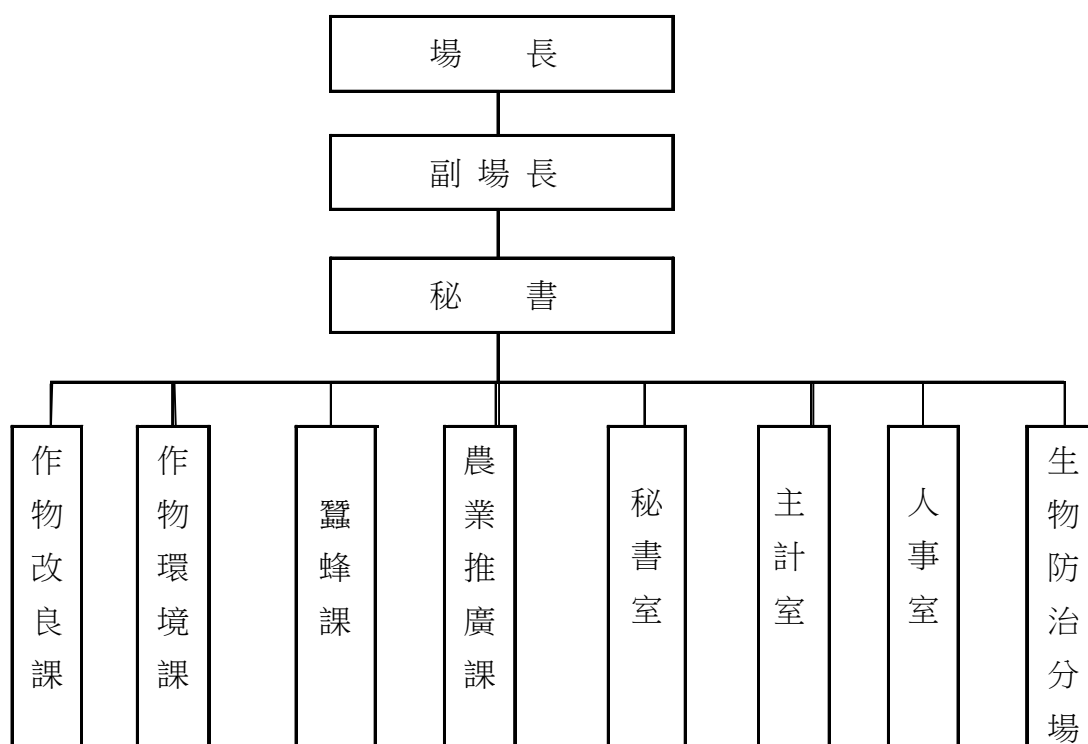 場長
副場長
秘書
作物改良課
作物環境課
蠶蜂課
農業推廣課
秘書室
主計室
人事室
生物防治分場